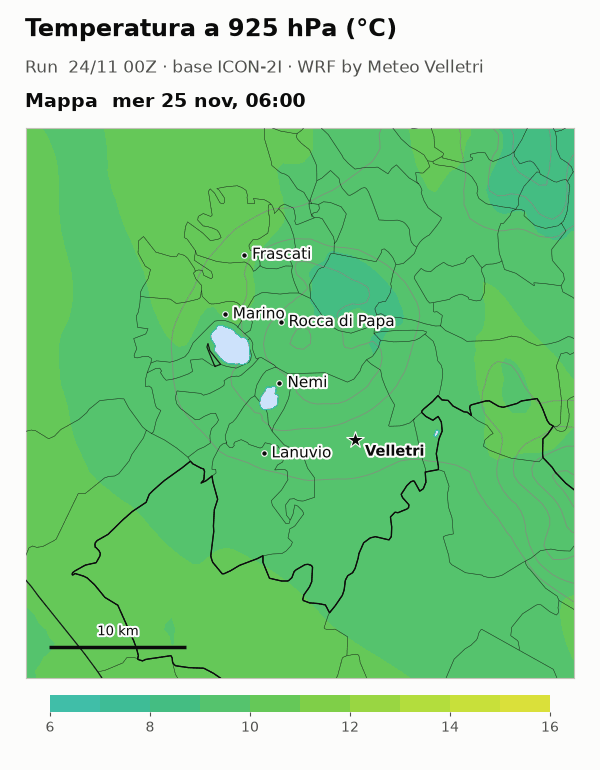 Temperatura a 925 hPa (°C)
Run  24/11 00Z · base ICON-2I · WRF by Meteo Velletri
Mappa  mer 25 nov, 06:00
Frascati
Marino
Rocca di Papa
Nemi
Velletri
Lanuvio
10 km
6 8 10 12 14 16